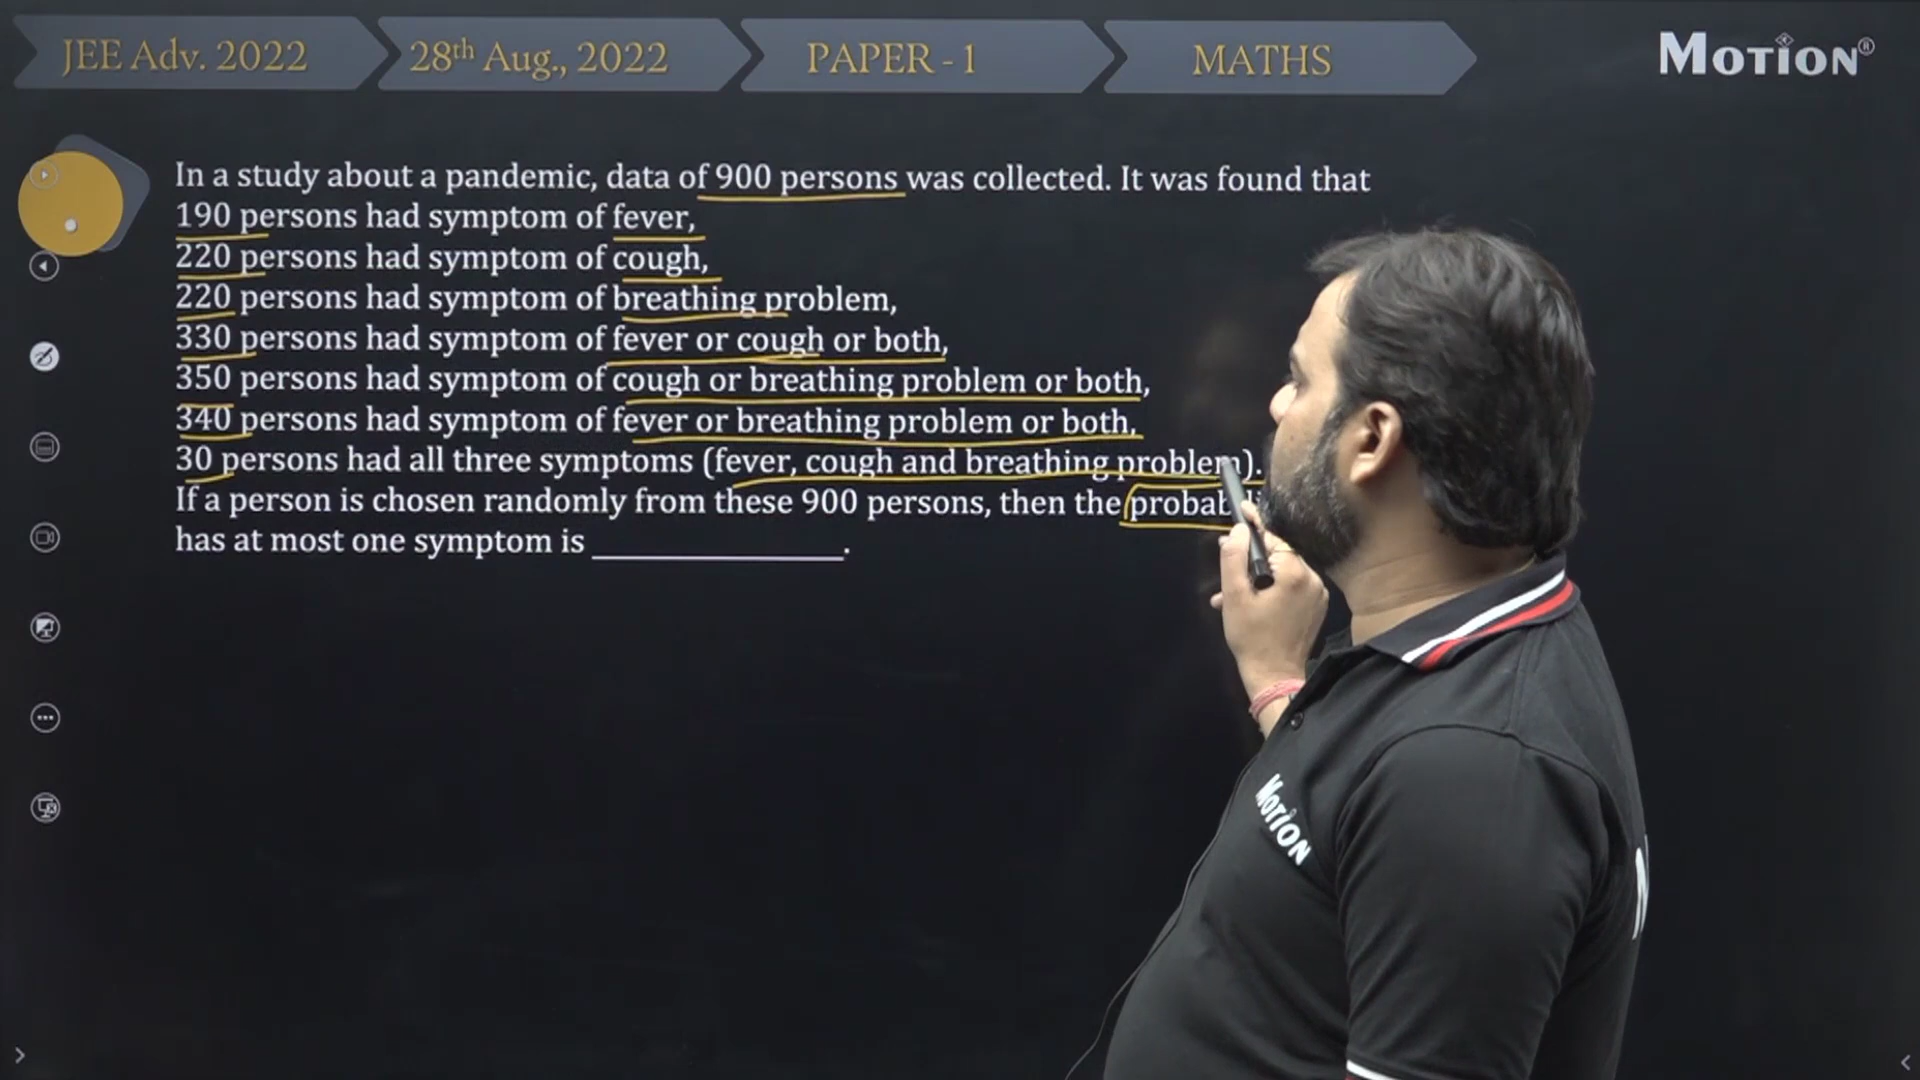 JEE Adv. 2022
28th Aug., 2022
PAPER - 1
MATHS
MOTION®
In a study about a pandemic, data of 900 persons was collected. It was found that
190 persons had symptom of fever,
220 persons had symptom of cough,
220 persons had symptom of breathing problem,
330 persons had symptom of fever or cough or both,
350 persons had symptom of cough or breathing problem or both,
340 persons had symptom of fever or breathing problem or both,
30 persons had all three symptoms (fever, cough and breathing problem).
If a person is chosen randomly from these 900 persons, then the
has at most one symptom is ______________.
MOTION